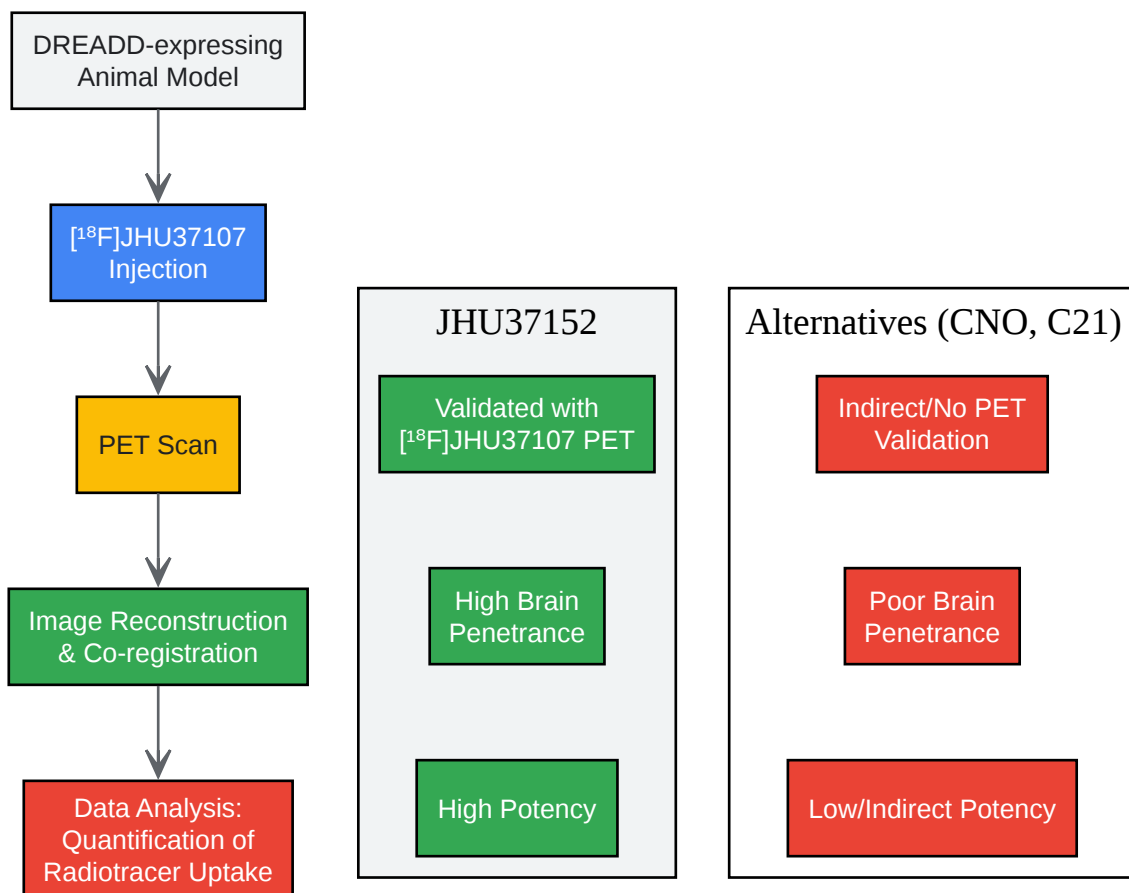 DREADD-expressing
Animal Model
[¹⁸F]JHU37107
Injection
PET Scan
Image Reconstruction
& Co-registration
Data Analysis:
Quantification of
Radiotracer Uptake
JHU37152
Validated with
[¹⁸F]JHU37107 PET
High Brain
Penetrance
High Potency
Alternatives (CNO, C21)
Indirect/No PET
Validation
Poor Brain
Penetrance
Low/Indirect Potency